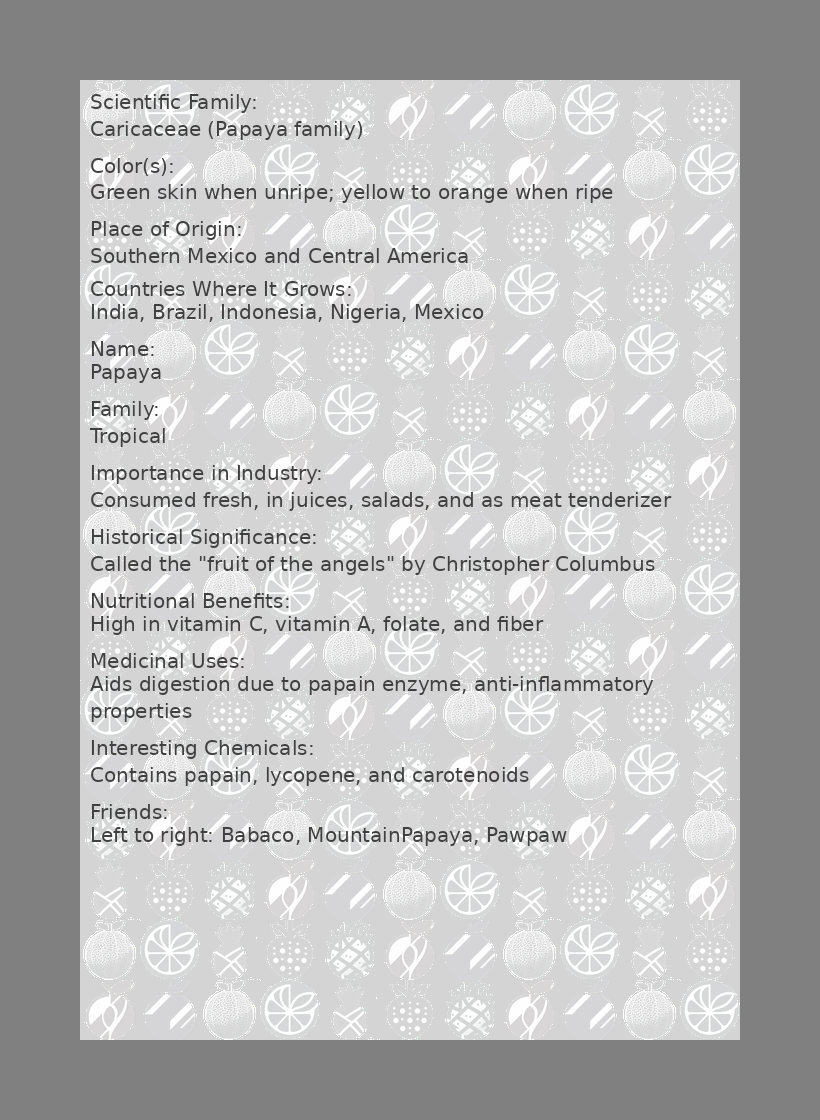 Scientific Family:
Caricaceae (Papaya family)
Color(s):
Green skin when unripe; yellow to orange when ripe
Place of Origin:
Southern Mexico and Central America
Countries Where It Grows:
India, Brazil, Indonesia, Nigeria, Mexico
Name:
Papaya
Family:
Tropical
Importance in Industry:
Consumed fresh, in juices, salads, and as meat tenderizer
Historical Significance:
Called the "fruit of the angels" by Christopher Columbus
Nutritional Benefits:
High in vitamin C, vitamin A, folate, and fiber
Medicinal Uses:
Aids digestion due to papain enzyme, anti-inflammatory
properties
Interesting Chemicals:
Contains papain, lycopene, and carotenoids
Friends:
Left to right: Babaco, MountainPapaya, Pawpaw